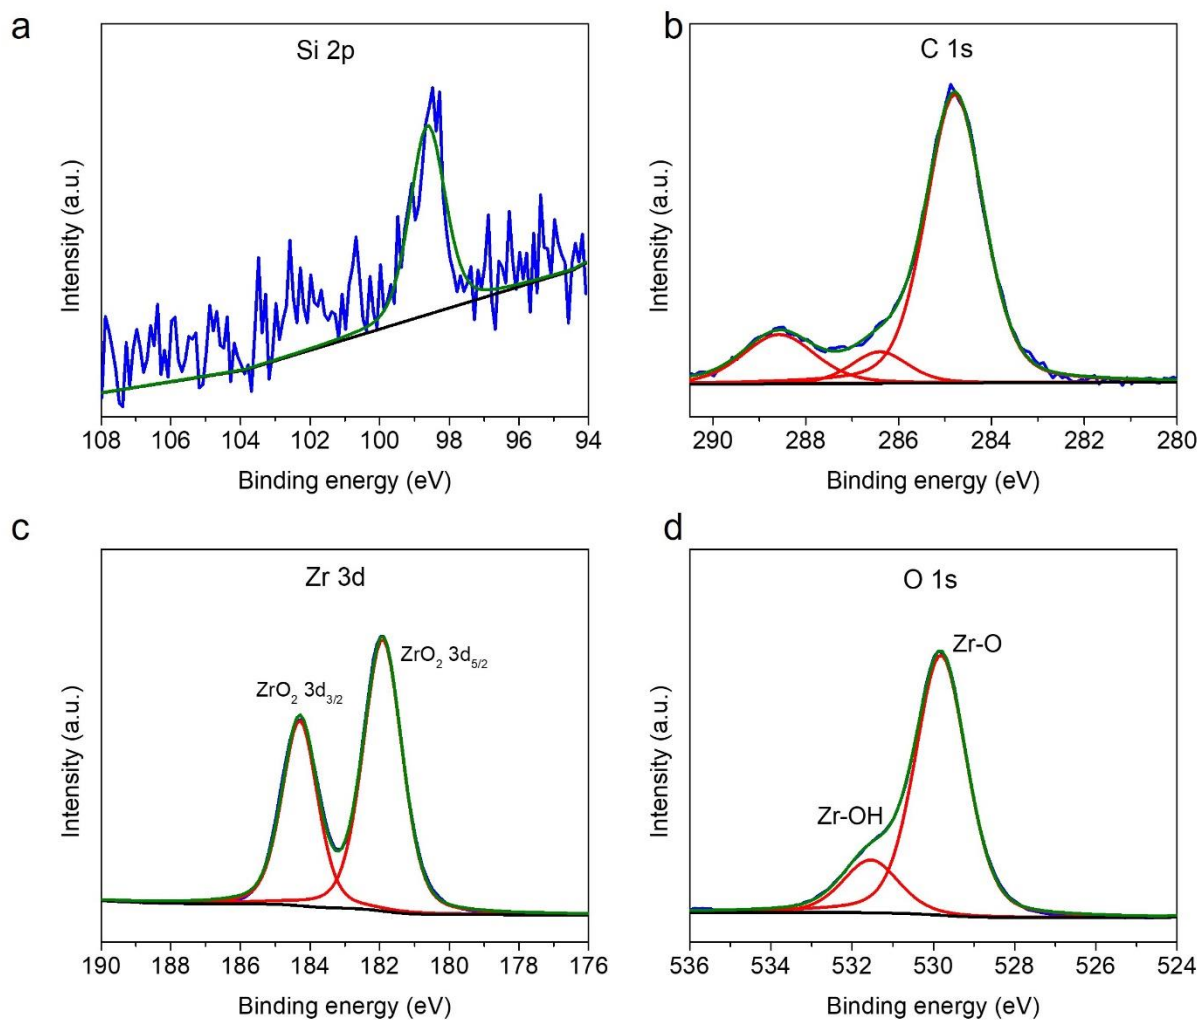 a
Si 2p
Intensity (a.u.)
108 106 104 102 100 98 96 94
Binding energy (eV)
b
C 1s
Intensity (a.u.)
290 288 286 284 282 280
Binding energy (eV)
c
Zr 3d
ZrO₂ 3d₃/₂
ZrO₂ 3d₅/₂
Intensity (a.u.)
190 188 186 184 182 180 178 176
Binding energy (eV)
d
O 1s
Zr-O
Zr-OH
Intensity (a.u.)
536 534 532 530 528 526 524
Binding energy (eV)